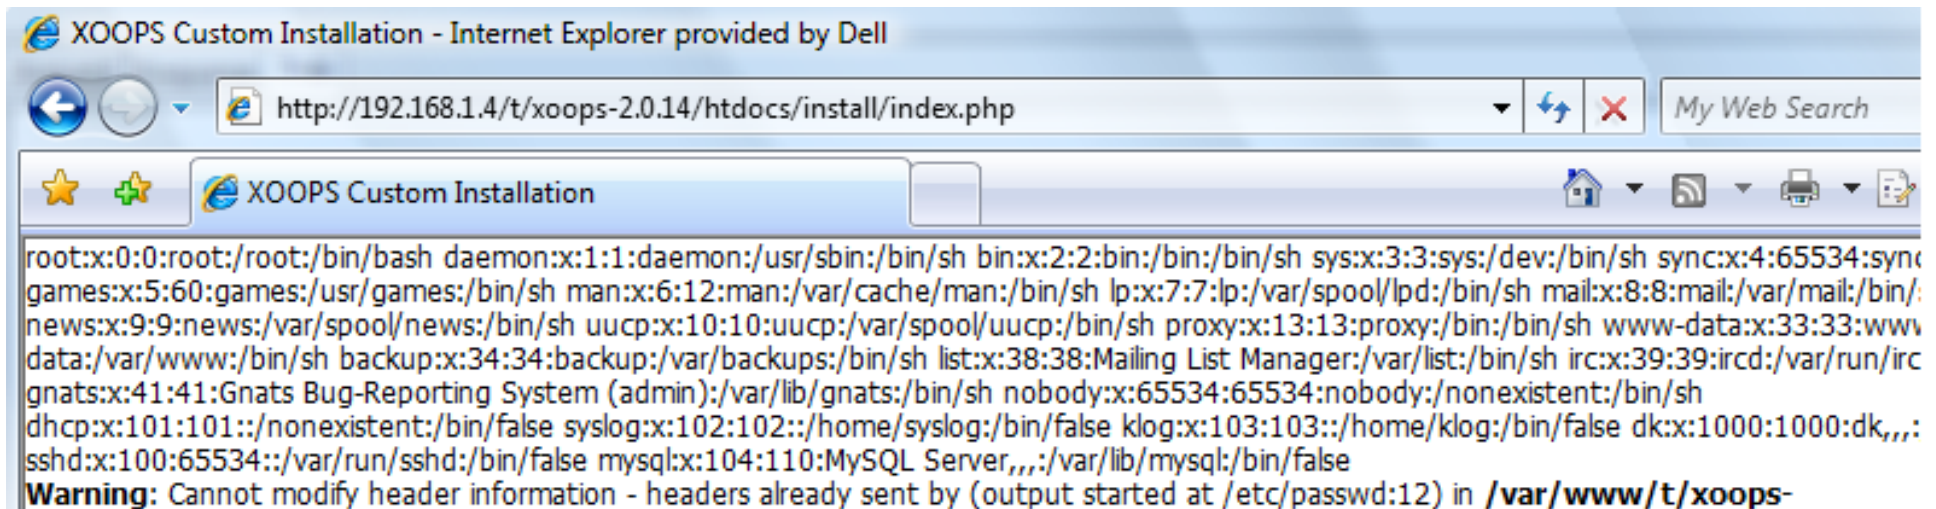 XOOPS Custom Installation - Internet Explorer provided by Dell
http://192.168.1.4/t/xoops-2.0.14/htdocs/install/index.php
My Web Search
XOOPS Custom Installation
root:x:0:0:root:/root:/bin/bash daemon:x:1:1:daemon:/usr/sbin:/bin/sh bin:x:2:2:bin:/bin:/bin/sh sys:x:3:3:sys:/dev:/bin/sh sync:x:4:65534:sync
games:x:5:60:games:/usr/games:/bin/sh man:x:6:12:man:/var/cache/man:/bin/sh lp:x:7:7:lp:/var/spool/lpd:/bin/sh mail:x:8:8:mail:/var/mail:/bin/
news:x:9:9:news:/var/spool/news:/bin/sh uucp:x:10:10:uucp:/var/spool/uucp:/bin/sh proxy:x:13:13:proxy:/bin:/bin/sh www-data:x:33:33:www
data:/var/www:/bin/sh backup:x:34:34:backup:/var/backups:/bin/sh list:x:38:38:Mailing List Manager:/var/list:/bin/sh irc:x:39:39:ircd:/var/run/irc
gnats:x:41:41:Gnats Bug-Reporting System (admin):/var/lib/gnats:/bin/sh nobody:x:65534:65534:nobody:/nonexistent:/bin/sh
dhcp:x:101:101::/nonexistent:/bin/false syslog:x:102:102::/home/syslog:/bin/false klog:x:103:103::/home/klog:/bin/false dk:x:1000:1000:dk,,,:
sshd:x:100:65534::/var/run/sshd:/bin/false mysql:x:104:110:MySQL Server,,,:/var/lib/mysql:/bin/false
Warning: Cannot modify header information - headers already sent by (output started at /etc/passwd:12) in /var/www/t/xoops-